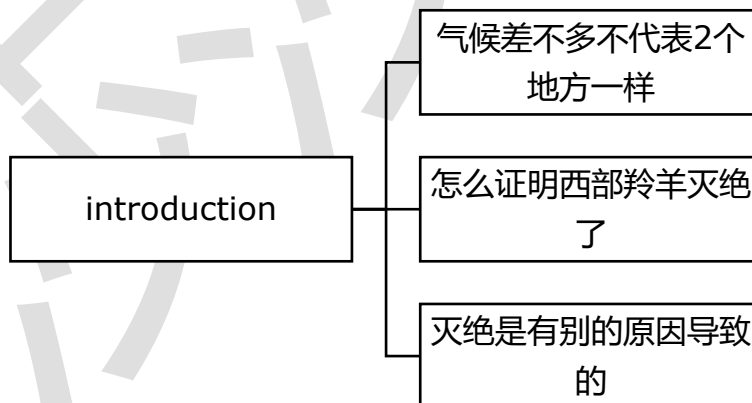 introduction
气候差不多不代表2个
地方一样
怎么证明西部羚羊灭绝
了
灭绝是有别的原因导致
的